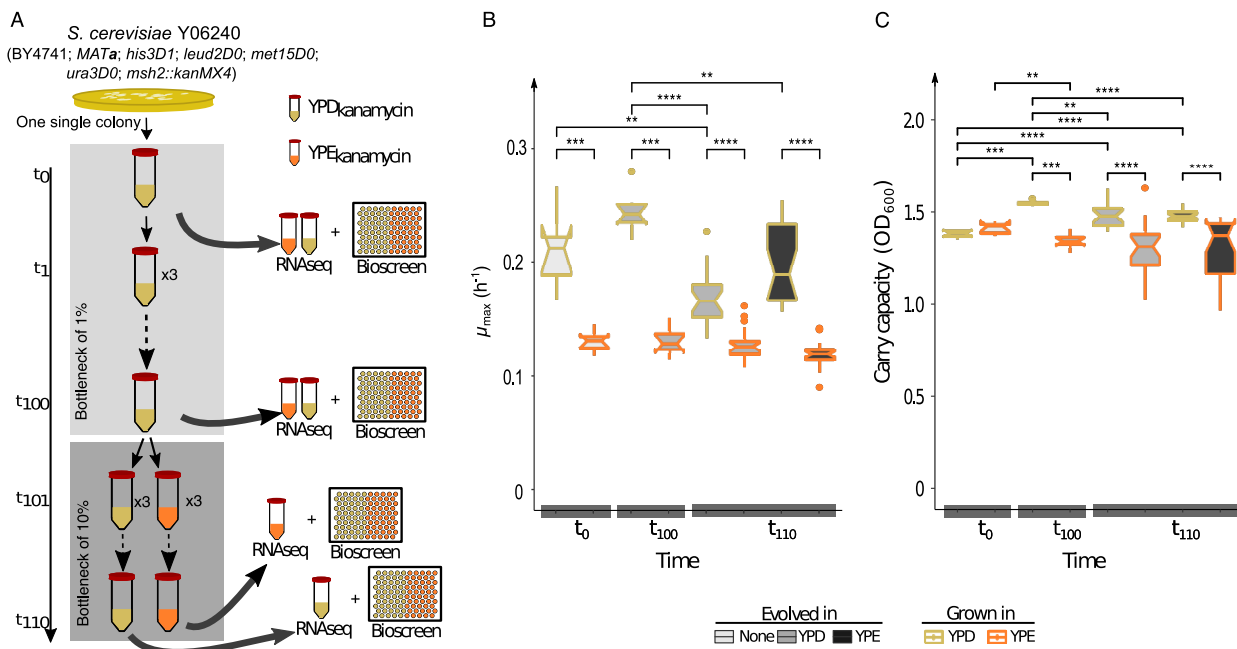 A
S. cerevisiae Y06240
(BY4741; MATa; his3D1; leud2D0; met15D0;
ura3D0; msh2::kanMX4)
One single colony
YPDkanamycin
YPEkanamycin
t0
t1
t100
t101
t110
x3
x3
x3
Bottleneck of 1%
Bottleneck of 10%
+
RNAseq
Bioscreen
+
RNAseq
Bioscreen
+
RNAseq
Bioscreen
+
RNAseq
Bioscreen
B
**
****
**
***
***
****
****
μmax (h-1)
0.3
0.2
0.1
0
t0
t100
t110
Time
C
**
****
**
****
****
***
***
****
****
Carry capacity (OD600)
2.0
1.5
1.0
0.5
0
t0
t100
t110
Time
Evolved in
None
YPD
YPE
Grown in
YPD
YPE